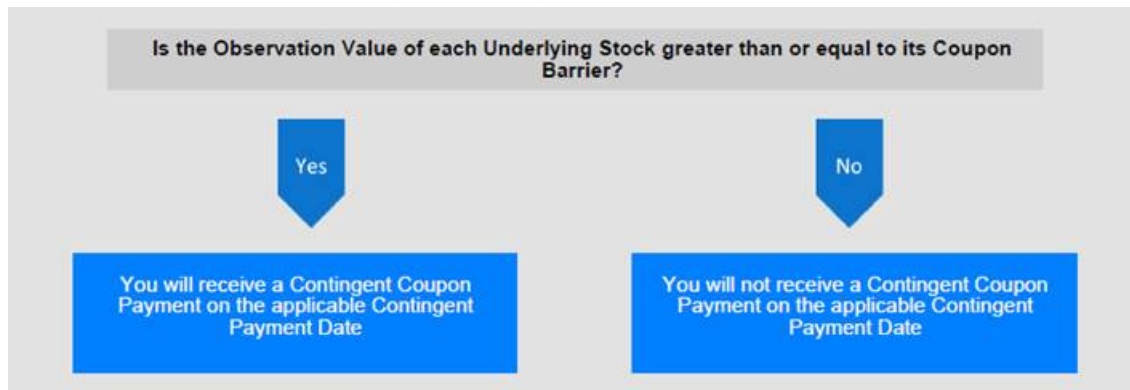 Is the Observation Value of each Underlying Stock greater than or equal to its Coupon
Barrier?
Yes
No
You will receive a Contingent Coupon
Payment on the applicable Contingent
Payment Date
You will not receive a Contingent Coupon
Payment on the applicable Contingent
Payment Date